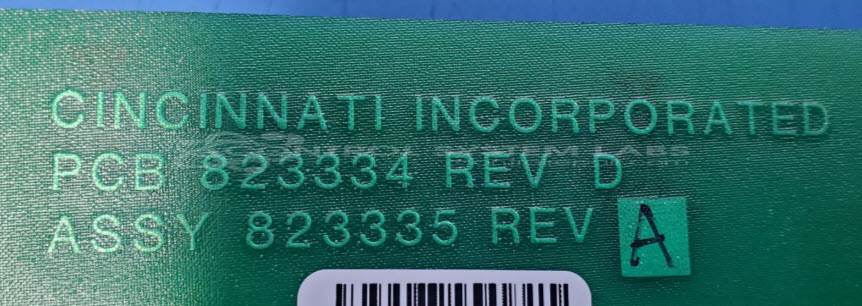 CINCINNATI INCORPORATED
PCB 823334 REV D
ASSY 823335 REV A